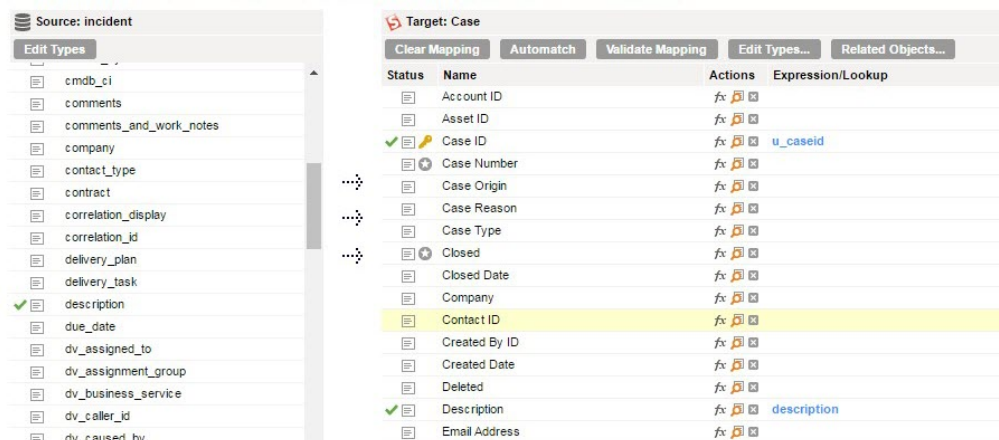 Source: incident
Edit Types
cmdb_ci
comments
comments_and_work_notes
company
contact_type
contract
correlation_display
correlation_id
delivery_plan
delivery_task
description
due_date
dv_assigned_to
dv_assignment_group
dv_business_service
dv_caller_id
dv_caused_by
Target: Case
Clear Mapping Automatch Validate Mapping Edit Types... Related Objects...
Status Name Actions Expression/Lookup
Account ID fx
Asset ID fx
Case ID fx u_caseid
Case Number fx
Case Origin fx
Case Reason fx
Case Type fx
Closed fx
Closed Date fx
Company fx
Contact ID fx
Created By ID fx
Created Date fx
Deleted fx
Description fx description
Email Address fx